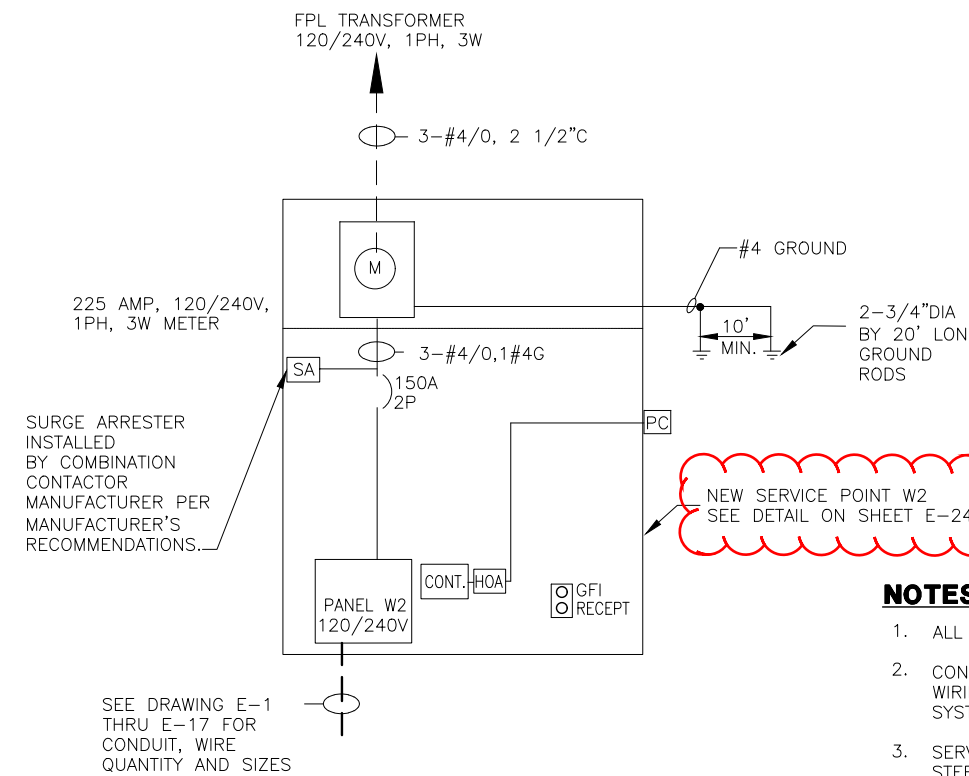 FPL TRANSFORMER
120/240V, 1PH, 3W
3-#4/0, 2 1/2"C
M
#4 GROUND
225 AMP, 120/240V,
1PH, 3W METER
10'
MIN.
2-3/4"DIA
BY 20' LON
GROUND
RODS
3-#4/0,1#4G
SA
150A
2P
SURGE ARRESTER
INSTALLED
BY COMBINATION
CONTACTOR
MANUFACTURER PER
MANUFACTURER'S
RECOMMENDATIONS.
PC
NEW SERVICE POINT W2
SEE DETAIL ON SHEET E-24
CONT.
HOA
GFI
RECEPT
PANEL W2
120/240V
SEE DRAWING E-1
THRU E-17 FOR
CONDUIT, WIRE
QUANTITY AND SIZES
NOTES
1. ALL
2. CON
WIRI
SYST
3. SERV
STEE